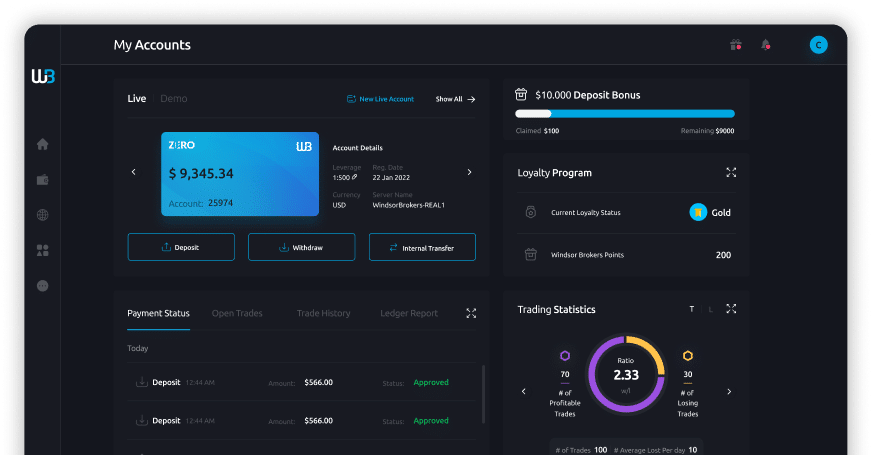 My Accounts
C
WB
Live
Demo
New Live Account
Show All
ZERO
WB
$ 9,345.34
Account: 25974
Account Details
Leverage
Reg. Date
1:500
22 Jan 2022
Currency
Server Name
USD
WindsorBrokers-REAL1
Deposit
Withdraw
Internal Transfer
$10.000 Deposit Bonus
Claimed $100
Remaining $9000
Loyalty Program
Current Loyalty Status
Gold
Windsor Brokers Points
200
Payment Status
Open Trades
Trade History
Ledger Report
Today
Deposit 12:44 AM
Amount: $566.00
Status: Approved
Deposit 12:44 AM
Amount: $566.00
Status: Approved
Trading Statistics
T
L
70
# of
Profitable
Trades
Ratio
2.33
w/l
30
# of
Losing
Trades
# of Trades 100
# Average Lost Per day 10